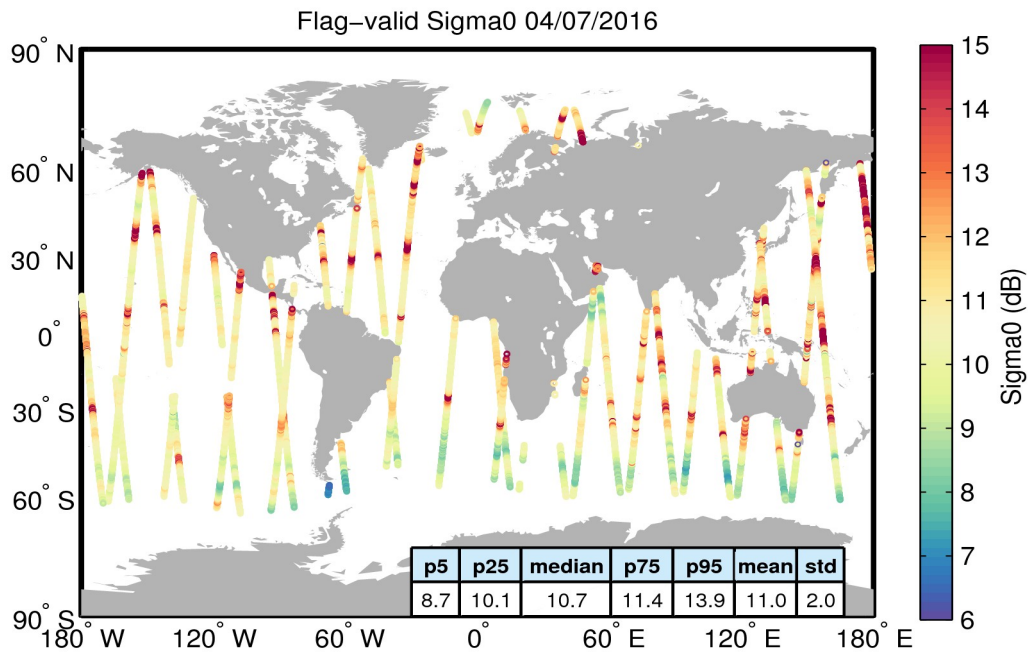 Flag−valid Sigma0 04/07/2016
90° N
60° N
30° N
0°
30° S
60° S
90° S
180° W
120° W
60° W
0°
60° E
120° E
180° E
p5 p25 median p75 p95 mean std
8.7 10.1 10.7 11.4 13.9 11.0 2.0
15
14
13
12
11
10
9
8
7
6
Sigma0 (dB)